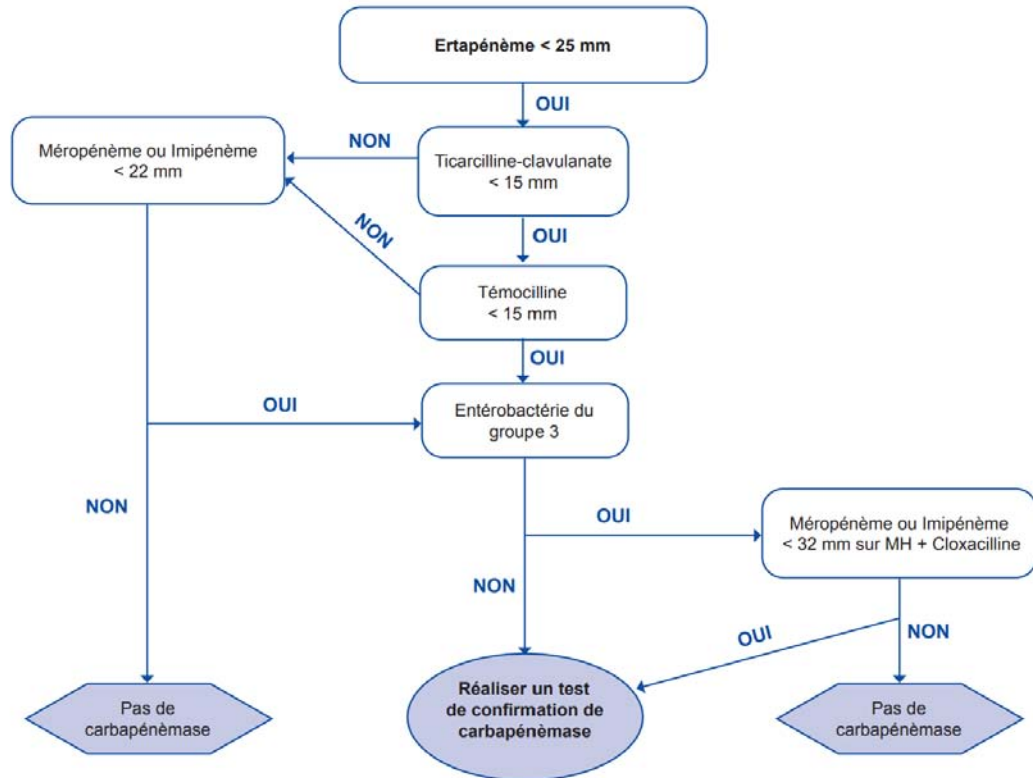 Ertapénème < 25 mm
OUI
NON
Méropénème ou Imipénème
< 22 mm
Ticarcilline-clavulanate
< 15 mm
NON
OUI
Témocilline
< 15 mm
OUI
OUI
Entérobactérie du
groupe 3
NON
OUI
Méropénème ou Imipénème
< 32 mm sur MH + Cloxacilline
NON
OUI
NON
Pas de
carbapénèmase
Réaliser un test
de confirmation de
carbapénèmase
Pas de
carbapénèmase